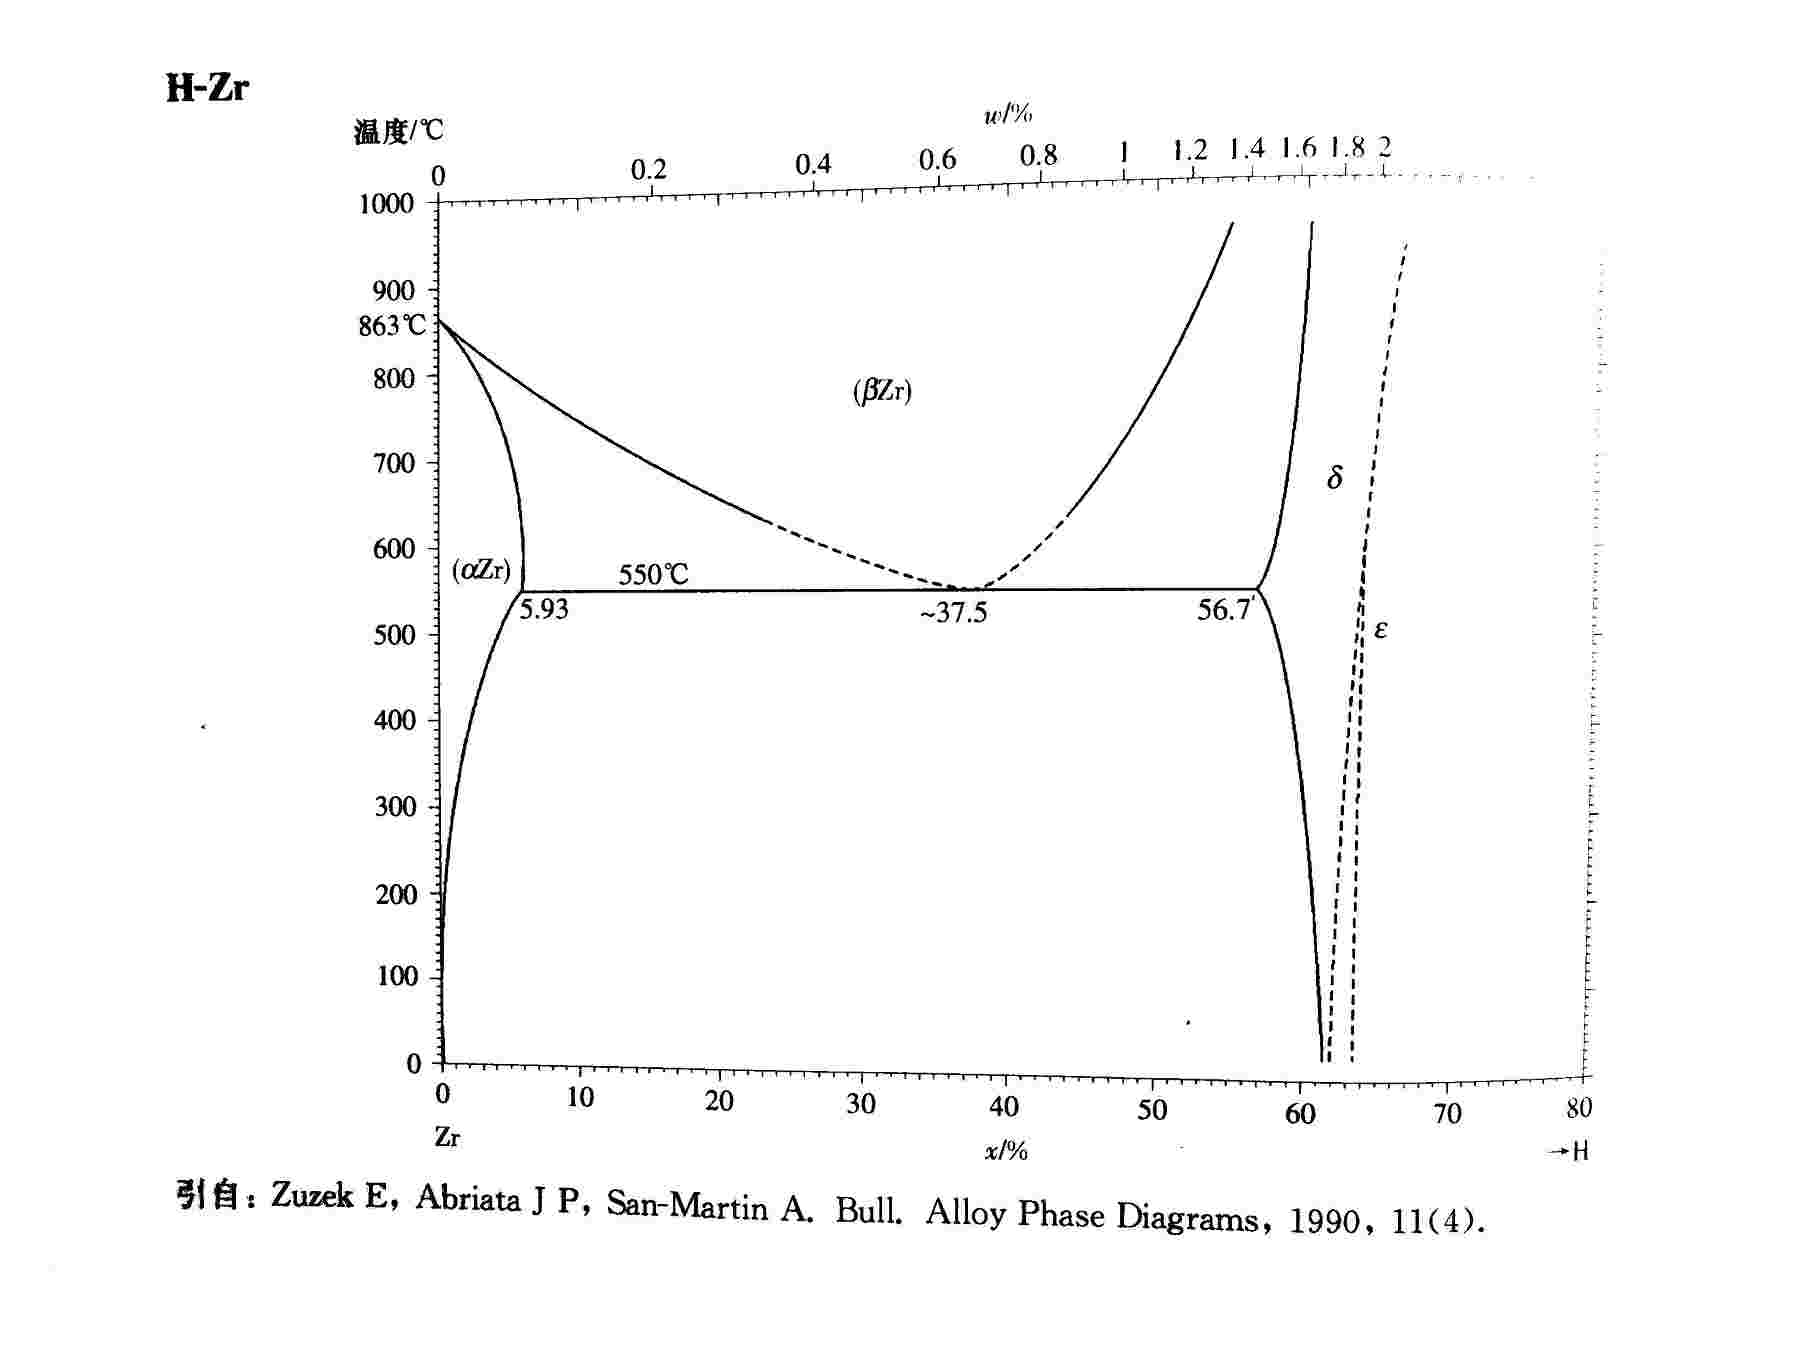 H-Zr
温度/℃
w/%
0 0.2 0.4 0.6 0.8 1 1.2 1.4 1.6 1.8 2
1000
900
863℃
800
(βZr)
700
δ
600
(αZr)
550℃
5.93
~37.5
56.7
ε
500
400
300
200
100
0
0 10 20 30 40 50 60 70 80
Zr
x/%
→H
引自：Zuzek E, Abriata J P, San-Martin A. Bull. Alloy Phase Diagrams, 1990, 11(4).